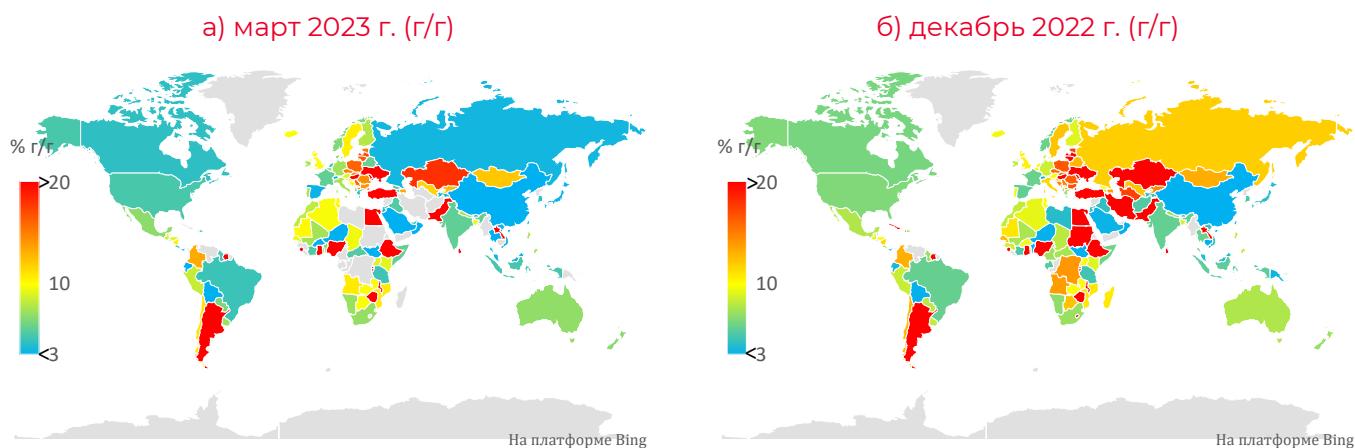 а) март 2023 г. (г/г)
б) декабрь 2022 г. (г/г)
% г/г
>20
10
<3
На платформе Bing
% г/г
>20
10
<3
На платформе Bing